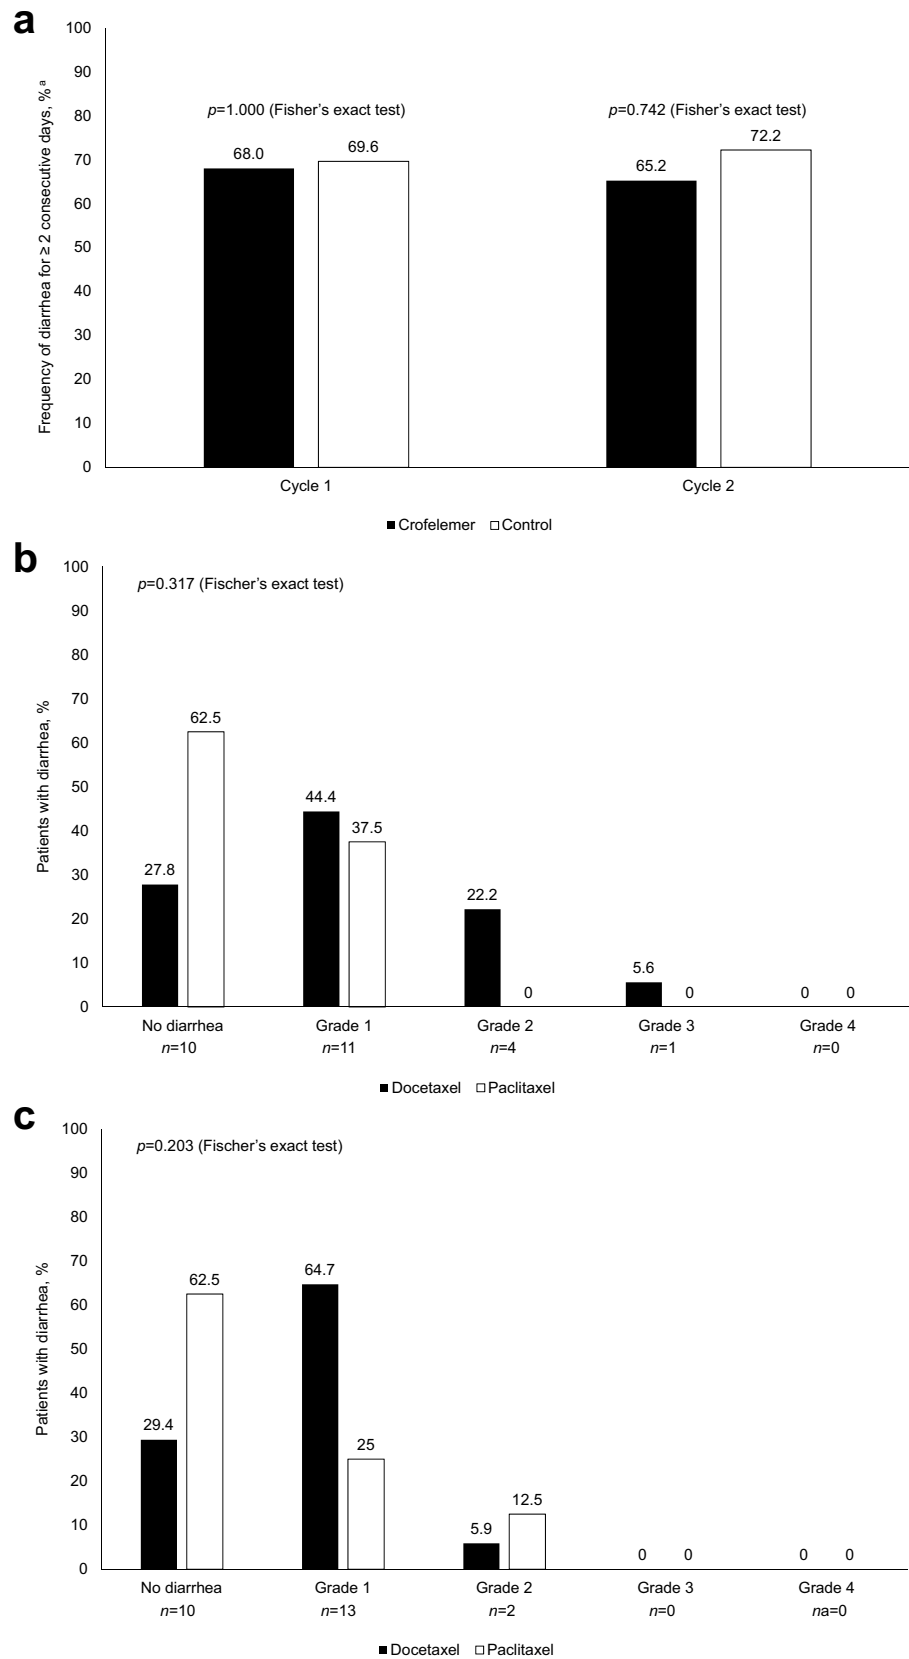 a
Frequency of diarrhea for ≥ 2 consecutive days, %ᵃ
100
90
80
70
60
50
40
30
20
10
0
p=1.000 (Fisher's exact test)
p=0.742 (Fisher's exact test)
68.0
69.6
65.2
72.2
Cycle 1
Cycle 2
Crofelemer
Control
b
Patients with diarrhea, %
100
90
80
70
60
50
40
30
20
10
0
p=0.317 (Fischer's exact test)
27.8
62.5
44.4
37.5
22.2
0
5.6
0
0
0
No diarrhea
n=10
Grade 1
n=11
Grade 2
n=4
Grade 3
n=1
Grade 4
n=0
Docetaxel
Paclitaxel
c
Patients with diarrhea, %
100
90
80
70
60
50
40
30
20
10
0
p=0.203 (Fischer's exact test)
29.4
62.5
64.7
25
5.9
12.5
0
0
0
0
No diarrhea
n=10
Grade 1
n=13
Grade 2
n=2
Grade 3
n=0
Grade 4
na=0
Docetaxel
Paclitaxel